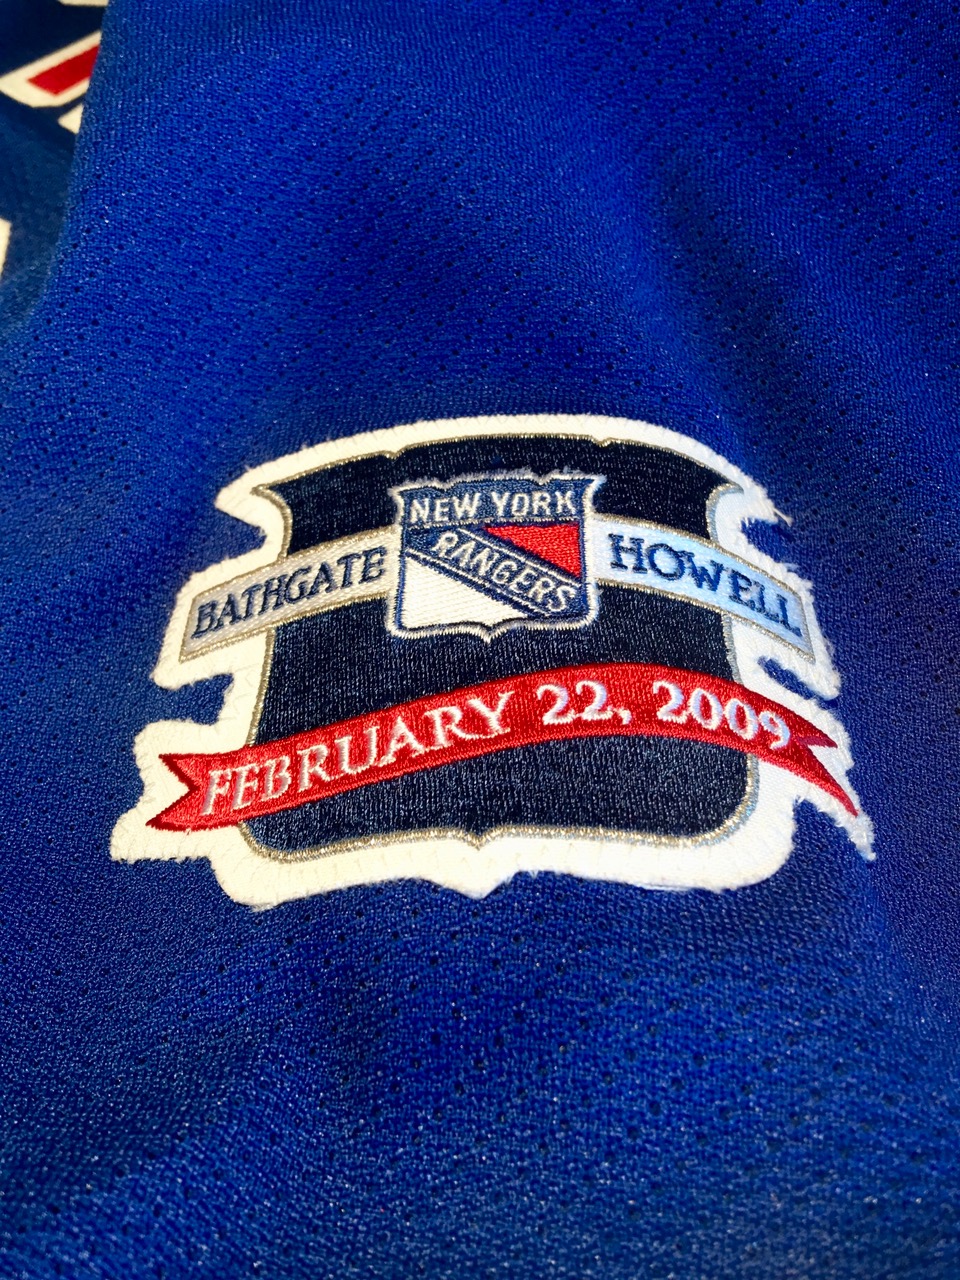 NEW YORK
RANGERS
BATHGATE
HOWELL
FEBRUARY 22, 2009